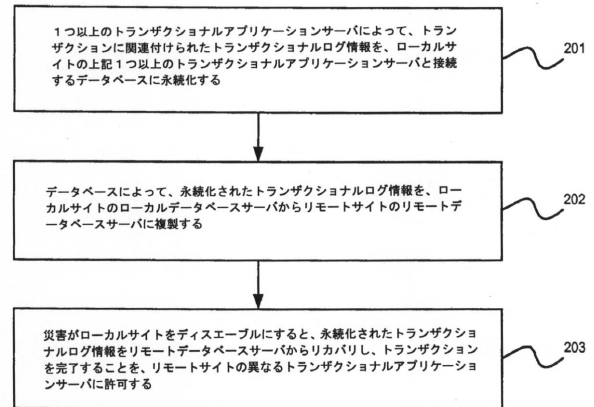 １つ以上のトランザクショナルアプリケーションサーバによって、トラン
ザクションに関連付けられたトランザクショナルログ情報を、ローカルサ
イトの上記１つ以上のトランザクショナルアプリケーションサーバと接続
するデータベースに永続化する
201
データベースによって、永続化されたトランザクショナルログ情報を、ロー
カルサイトのローカルデータベースサーバからリモートサイトのリモートデ
ータベースサーバに複製する
202
災害がローカルサイトをディスエーブルにすると、永続化されたトランザクショ
ナルログ情報をリモートデータベースサーバからリカバリし、トランザクション
を完了することを、リモートサイトの異なるトランザクショナルアプリケーショ
ンサーバに許可する
203